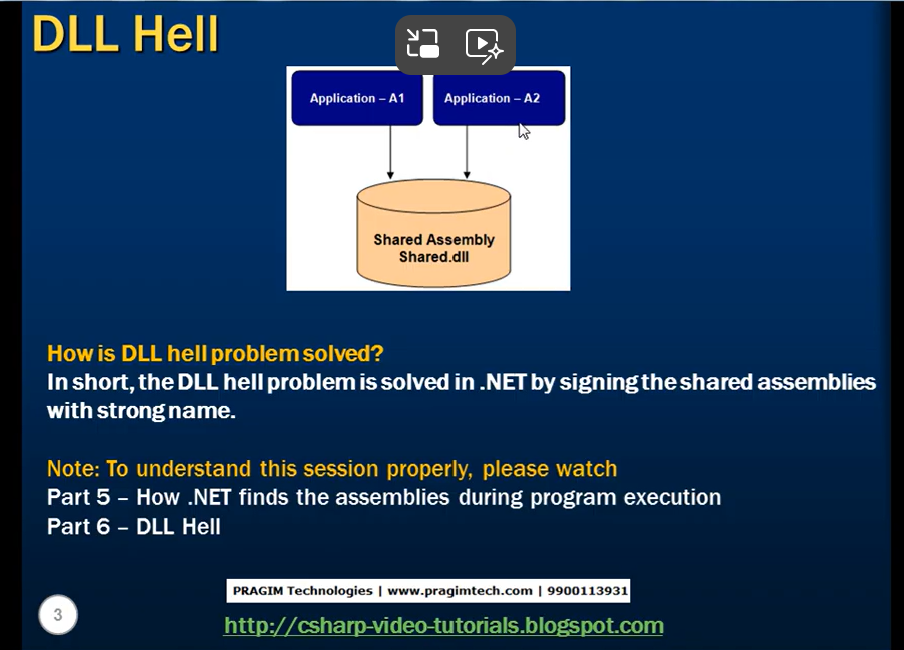 DLL Hell
Application – A1
Application – A2
Shared Assembly
Shared.dll
How is DLL hell problem solved?
In short, the DLL hell problem is solved in .NET by signing the shared assemblies
with strong name.
Note: To understand this session properly, please watch
Part 5 – How .NET finds the assemblies during program execution
Part 6 – DLL Hell
PRAGIM Technologies | www.pragimtech.com | 9900113931
3
http://csharp-video-tutorials.blogspot.com